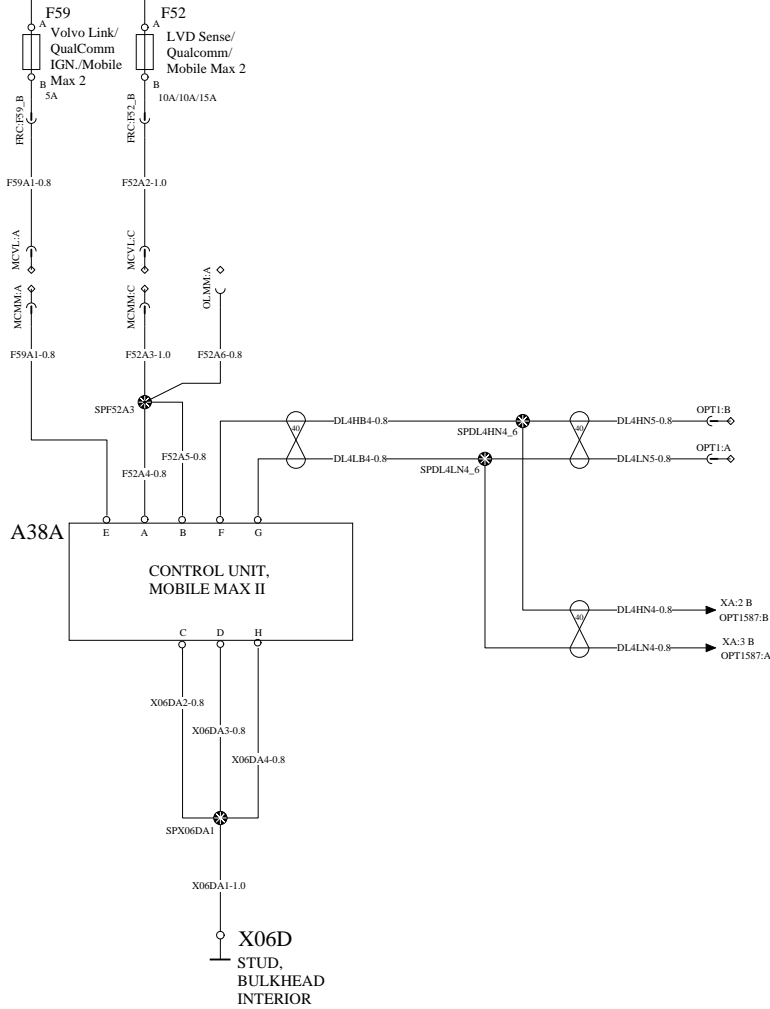 F59
A
Volvo Link/
QualComm
IGN./Mobile
Max 2
B
5A
F52
A
LVD Sense/
Qualcomm/
Mobile Max 2
B
10A/10A/15A
FRC:F59_B
FRC:F52_B
F59A1-0.8
F52A2-1.0
MCVL:A
MCVL:C
MCMM:A
MCMM:C
OLMM:A
F59A1-0.8
F52A3-1.0
F52A6-0.8
SPF52A3
40
DL4HB4-0.8
SPDL4HN4_6
40
DL4HN5-0.8
OPT1:B
F52A5-0.8
F52A4-0.8
DL4LB4-0.8
SPDL4LN4_6
DL4LN5-0.8
OPT1:A
A38A
E
A
B
F
G
CONTROL UNIT,
MOBILE MAX II
C
D
H
40
DL4HN4-0.8
XA:2 B
OPT1587:B
DL4LN4-0.8
XA:3 B
OPT1587:A
X06DA2-0.8
X06DA3-0.8
X06DA4-0.8
SPX06DA1
X06DA1-1.0
X06D
STUD,
BULKHEAD
INTERIOR